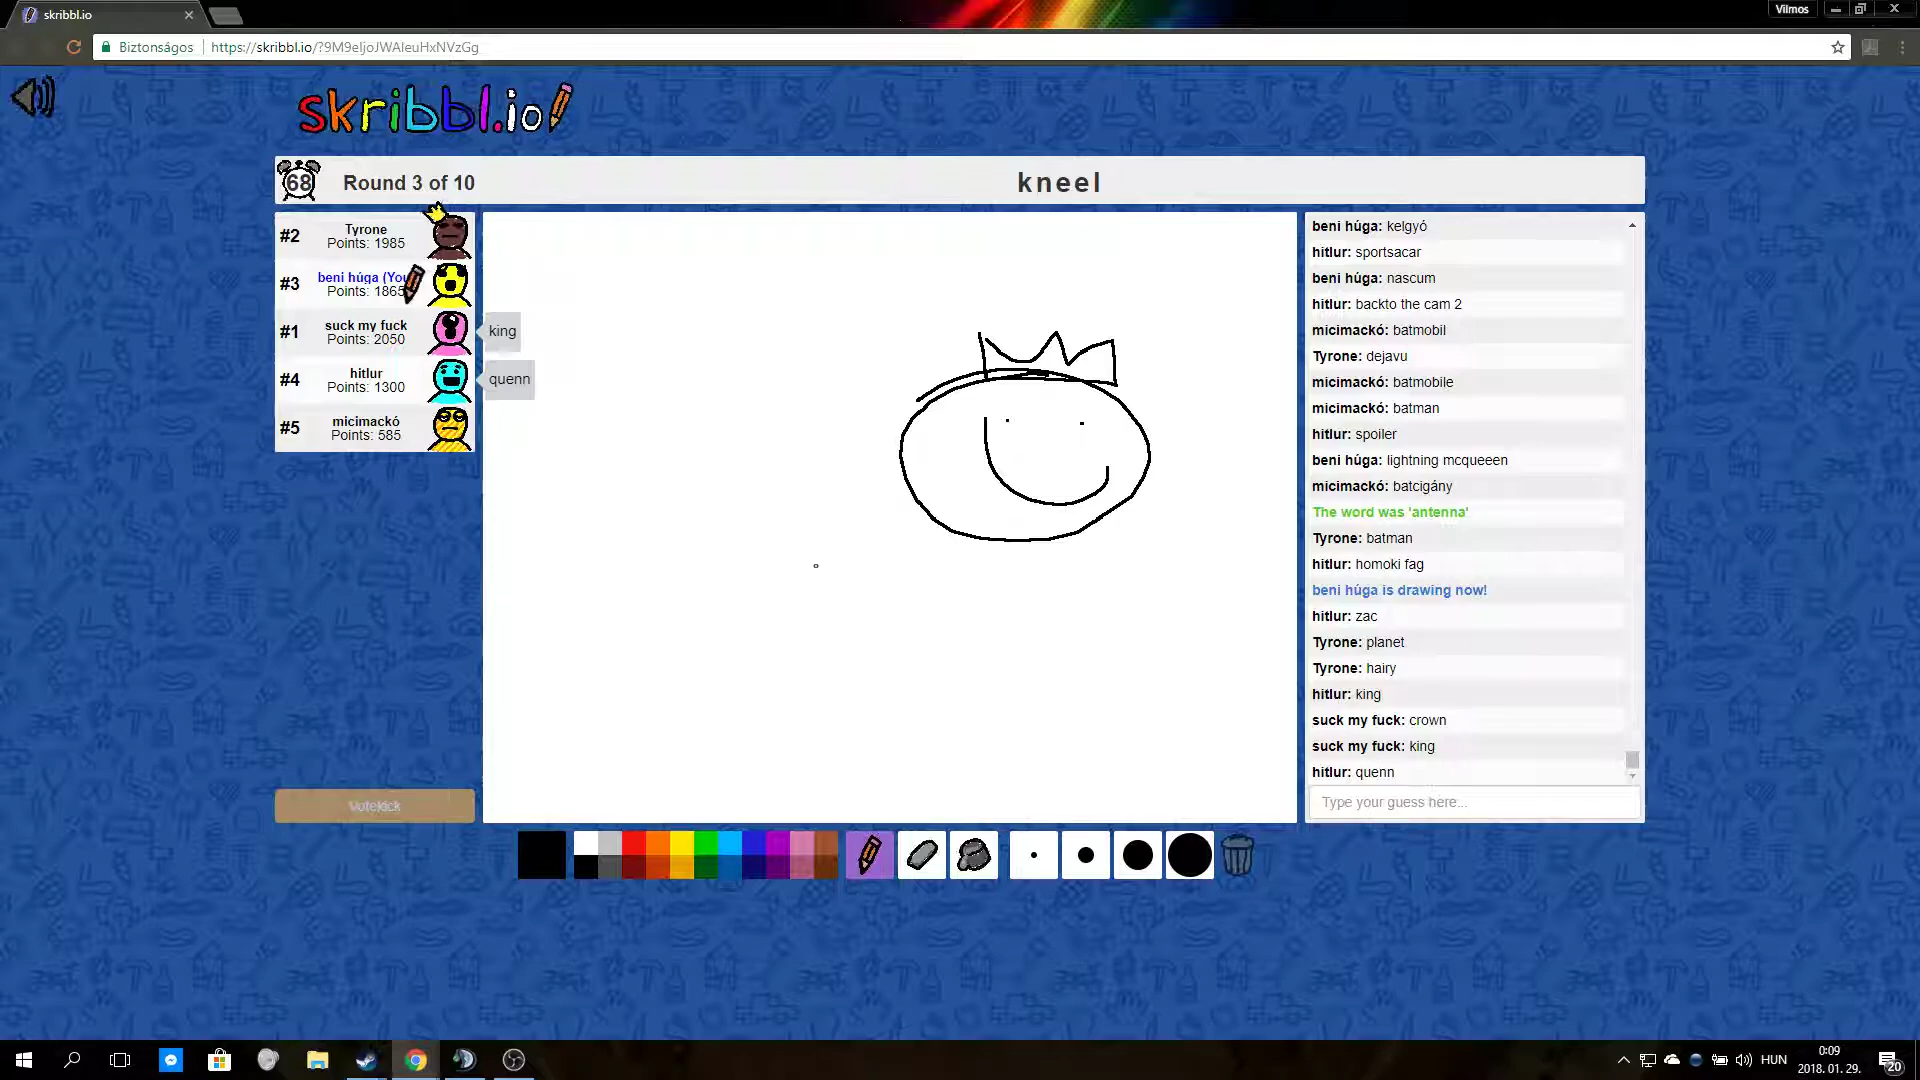 skribbl.io
Vilmos
Biztonságos
https://skribbl.io/?9M9eljoJWAleuHxNVzGg
skribbl.io
68
Round 3 of 10
kneel
#2
Tyrone
Points: 1985
#3
beni húga (You
Points: 1865
#1
suck my fuck
Points: 2050
king
#4
hitlur
Points: 1300
quenn
#5
micimackó
Points: 585
Votekick
beni húga: kelgyó
hitlur: sportsacar
beni húga: nascum
hitlur: backto the cam 2
micimackó: batmobil
Tyrone: dejavu
micimackó: batmobile
micimackó: batman
hitlur: spoiler
beni húga: lightning mcqueeen
micimackó: batcigány
The word was 'antenna'
Tyrone: batman
hitlur: homoki fag
beni húga is drawing now!
hitlur: zac
Tyrone: planet
Tyrone: hairy
hitlur: king
suck my fuck: crown
suck my fuck: king
hitlur: quenn
Type your guess here...
HUN
0:09
2018. 01. 29.
20